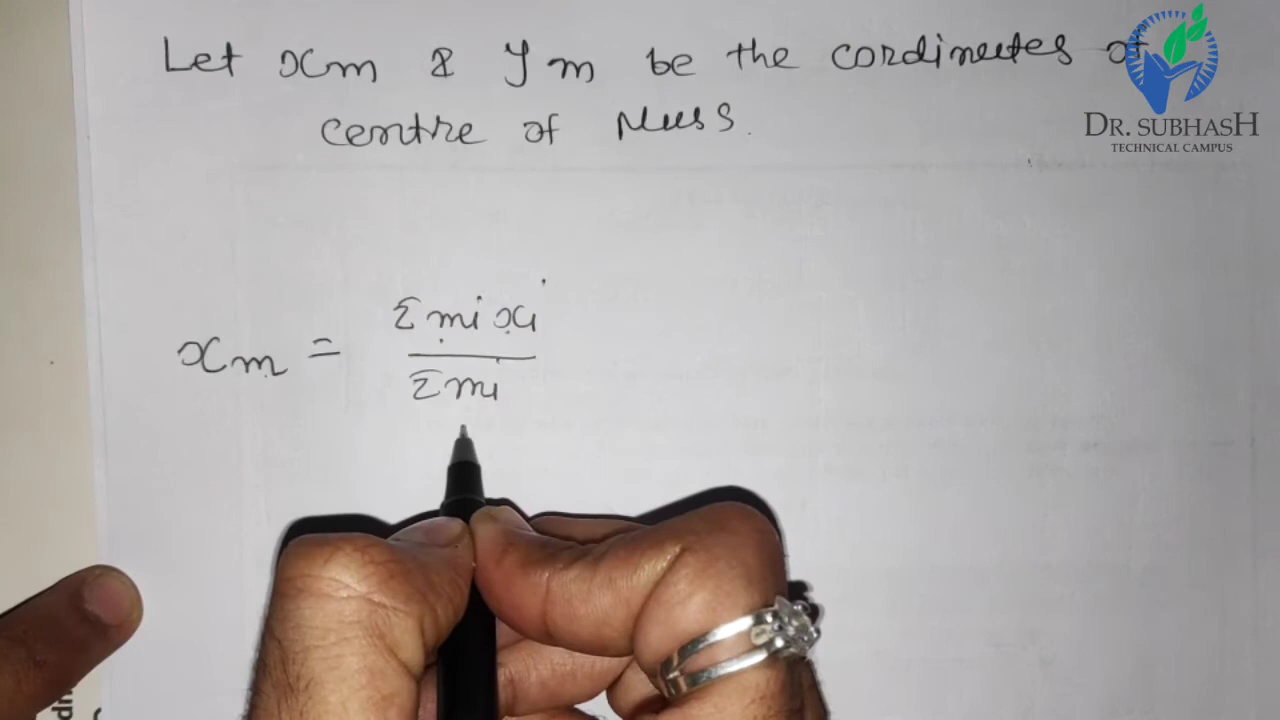 Let xm & ym be the cordinates of
centre of Mass.
DR. SUBHASH
TECHNICAL CAMPUS
xm = Σmixi
Σmi